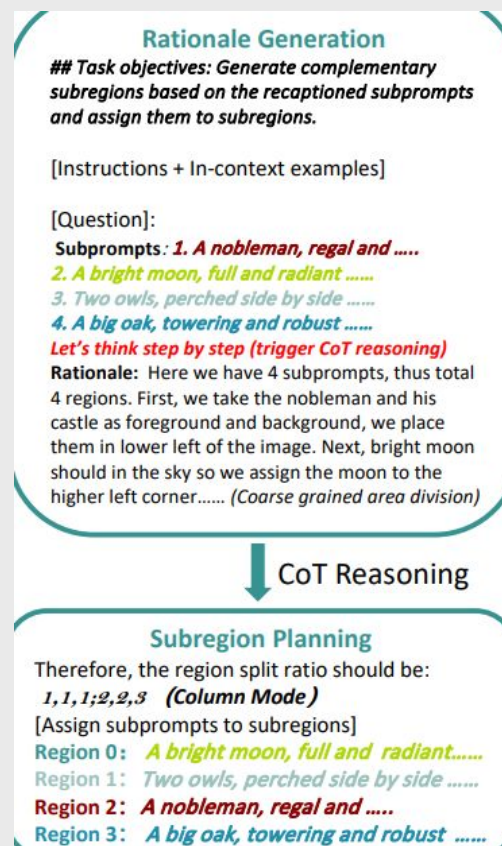 Rationale Generation
## Task objectives: Generate complementary
subregions based on the recaptioned subprompts
and assign them to subregions.
[Instructions + In-context examples]
[Question]:
Subprompts: 1. A nobleman, regal and .....
2. A bright moon, full and radiant ......
3. Two owls, perched side by side ......
4. A big oak, towering and robust ......
Let's think step by step (trigger CoT reasoning)
Rationale: Here we have 4 subprompts, thus total
4 regions. First, we take the nobleman and his
castle as foreground and background, we place
them in lower left of the image. Next, bright moon
should in the sky so we assign the moon to the
higher left corner...... (Coarse grained area division)
CoT Reasoning
Subregion Planning
Therefore, the region split ratio should be:
1,1,1;2,2,3 (Column Mode)
[Assign subprompts to subregions]
Region 0: A bright moon, full and radiant......
Region 1: Two owls, perched side by side ......
Region 2: A nobleman, regal and .....
Region 3: A big oak, towering and robust ......